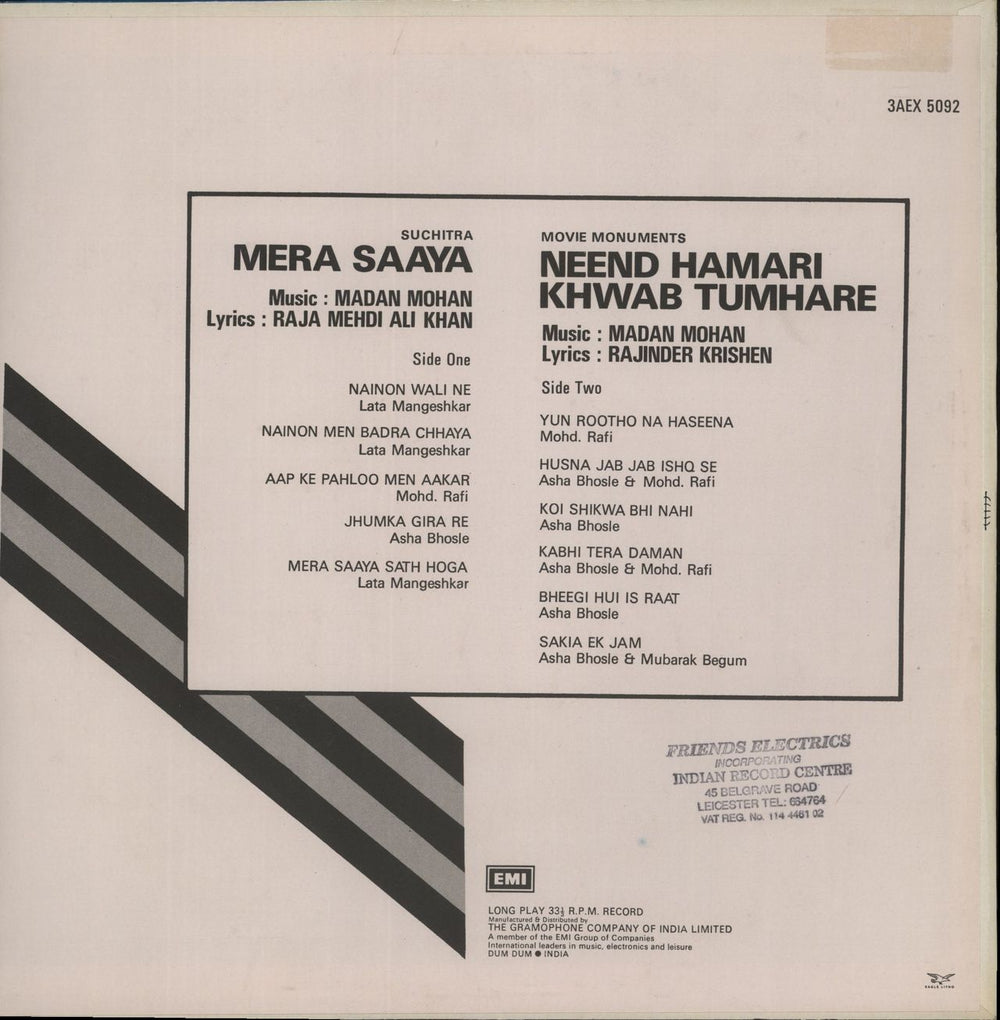 3AEX 5092
SUCHITRA
MERA SAAYA
Music : MADAN MOHAN
Lyrics : RAJA MEHDI ALI KHAN
Side One
NAINON WALI NE
Lata Mangeshkar
NAINON MEN BADRA CHHAYA
Lata Mangeshkar
AAP KE PAHLOO MEN AAKAR
Mohd. Rafi
JHUMKA GIRA RE
Asha Bhosle
MERA SAAYA SATH HOGA
Lata Mangeshkar
MOVIE MONUMENTS
NEEND HAMARI
KHWAB TUMHARE
Music : MADAN MOHAN
Lyrics : RAJINDER KRISHEN
Side Two
YUN ROOTHO NA HASEENA
Mohd. Rafi
HUSNA JAB JAB ISHQ SE
Asha Bhosle & Mohd. Rafi
KOI SHIKWA BHI NAHI
Asha Bhosle
KABHI TERA DAMAN
Asha Bhosle & Mohd. Rafi
BHEEGI HUI IS RAAT
Asha Bhosle
SAKIA EK JAM
Asha Bhosle & Mubarak Begum
FRIENDS ELECTRICS
INCORPORATING
INDIAN RECORD CENTRE
45 BELGRAVE ROAD
LEICESTER TEL: 664764
VAT REG. No. 114 4461 02
EMI
LONG PLAY 33⅓ R.P.M. RECORD
Manufactured & Distributed by
THE GRAMOPHONE COMPANY OF INDIA LIMITED
A member of the EMI Group of Companies
International leaders in music, electronics and leisure
DUM DUM ● INDIA
EAGLE LITHO